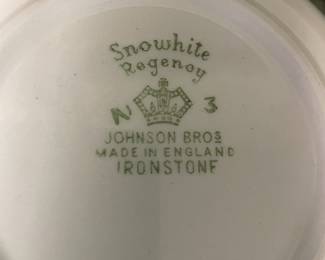 Snowhite
Regency
N 3
JOHNSON BROS
MADE IN ENGLAND
IRONSTONE